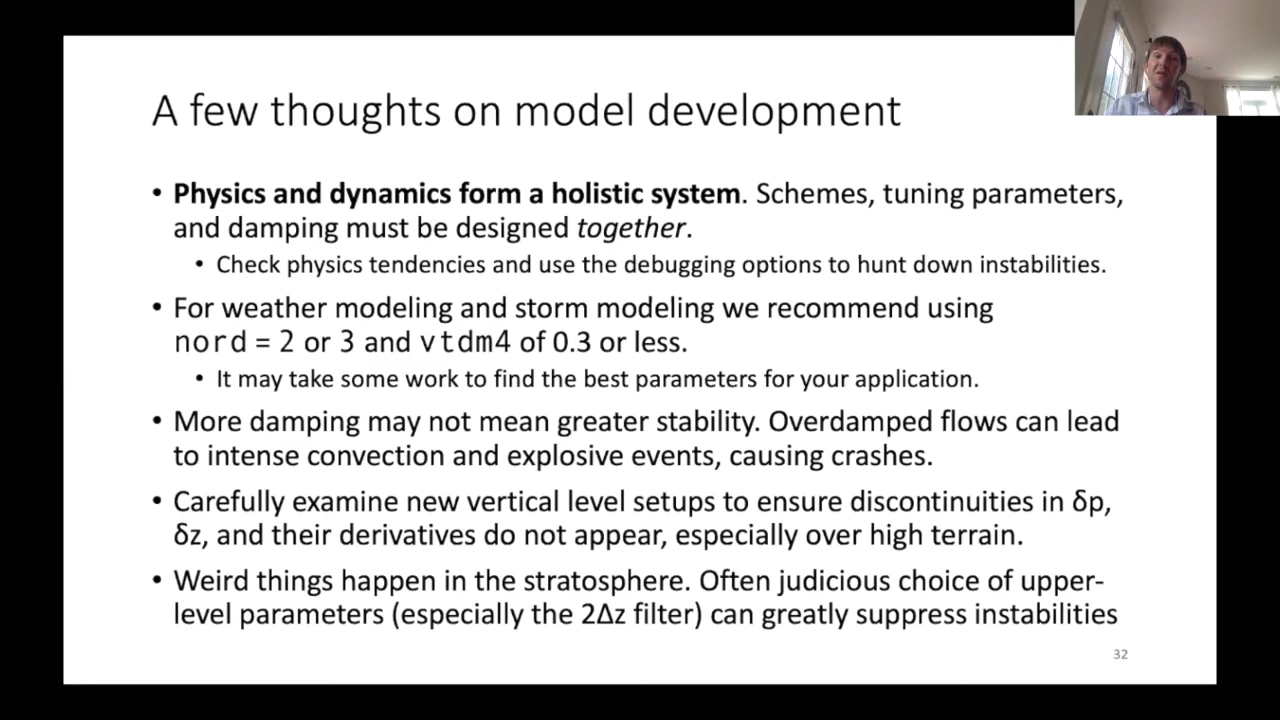 A few thoughts on model development
• Physics and dynamics form a holistic system. Schemes, tuning parameters,
and damping must be designed together.
• Check physics tendencies and use the debugging options to hunt down instabilities.
• For weather modeling and storm modeling we recommend using
nord = 2 or 3 and vtdm4 of 0.3 or less.
• It may take some work to find the best parameters for your application.
• More damping may not mean greater stability. Overdamped flows can lead
to intense convection and explosive events, causing crashes.
• Carefully examine new vertical level setups to ensure discontinuities in δp,
δz, and their derivatives do not appear, especially over high terrain.
• Weird things happen in the stratosphere. Often judicious choice of upper-
level parameters (especially the 2Δz filter) can greatly suppress instabilities
32